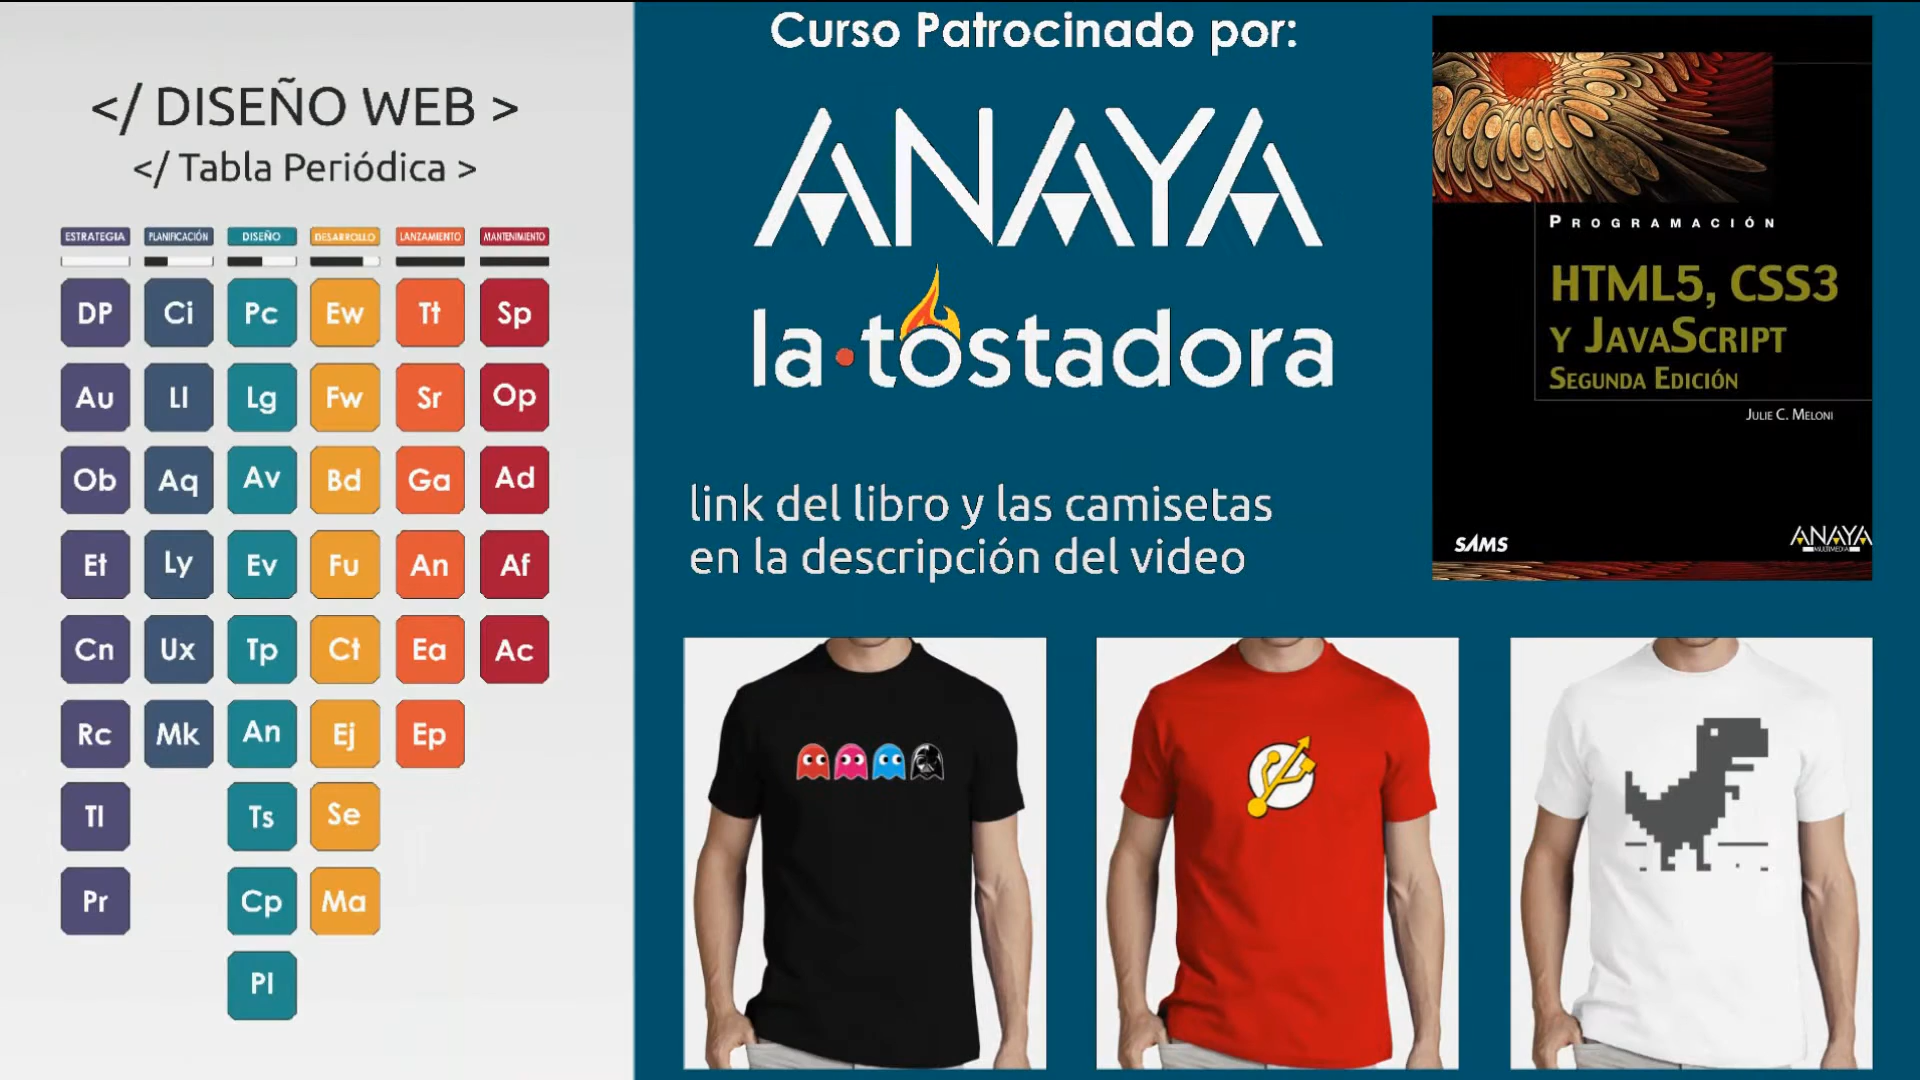 </ DISEÑO WEB >
</ Tabla Periódica >
ESTRATEGIA PLANIFICACIÓN DISEÑO DESARROLLO LANZAMIENTO MANTENIMIENTO
DP Ci Pc Ew Tt Sp
Au Ll Lg Fw Sr Op
Ob Aq Av Bd Ga Ad
Et Ly Ev Fu An Af
Cn Ux Tp Ct Ea Ac
Rc Mk An Ej Ep
Tl Ts Se
Pr Cp Ma
Pl
Curso Patrocinado por:
ANAYA
la·tostadora
link del libro y las camisetas
en la descripción del video
PROGRAMACIÓN
HTML5, CSS3
Y JAVASCRIPT
SEGUNDA EDICIÓN
JULIE C. MELONI
SAMS
ANAYA
MULTIMEDIA